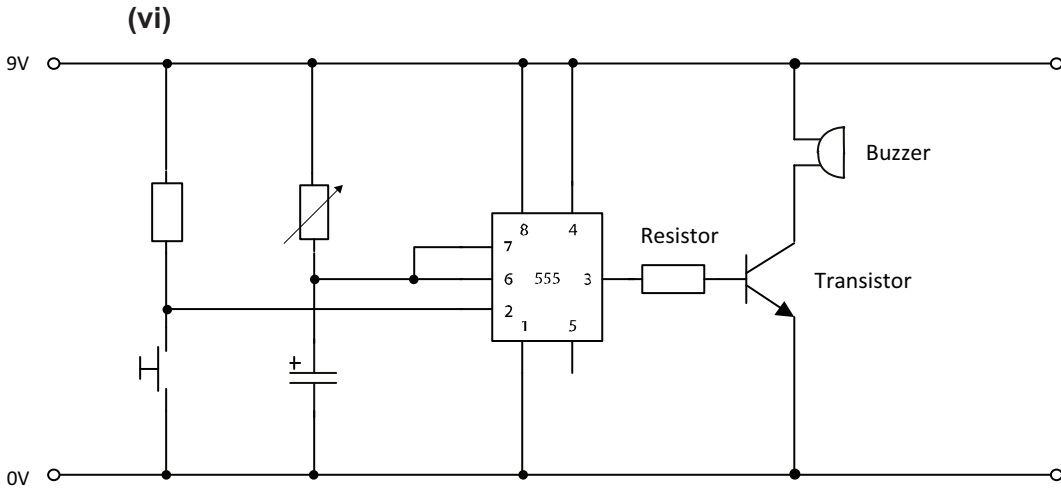 (vi)
9V
Buzzer
8 4
Resistor
7
6 555 3
Transistor
2
1 5
+
0V